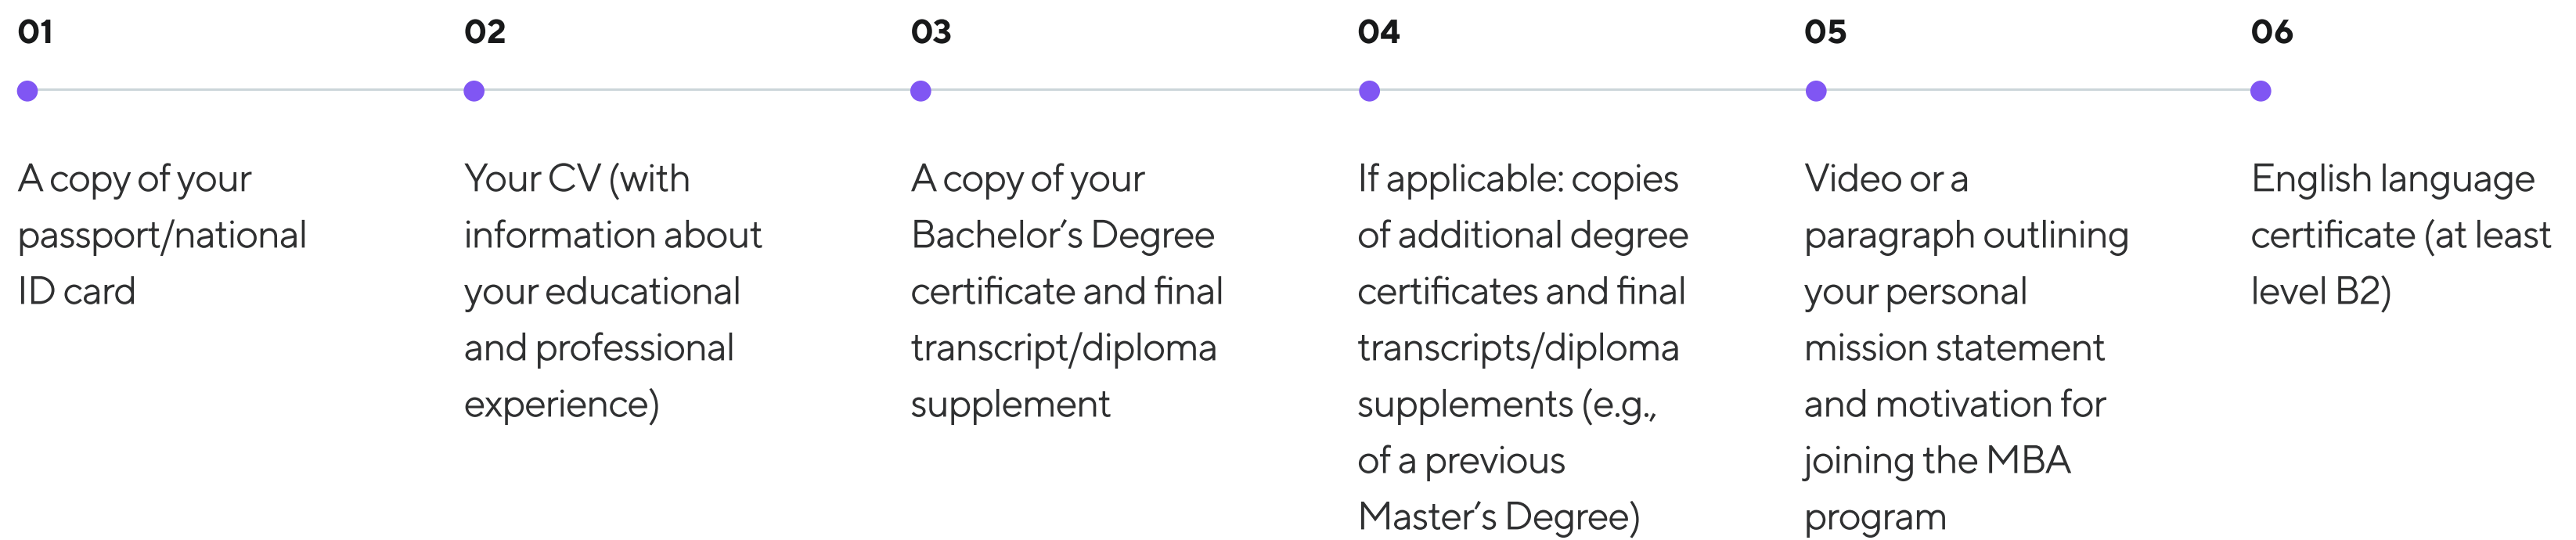 01
A copy of your
passport/national
ID card
02
Your CV (with
information about
your educational
and professional
experience)
03
A copy of your
Bachelor’s Degree
certificate and final
transcript/diploma
supplement
04
If applicable: copies
of additional degree
certificates and final
transcripts/diploma
supplements (e.g.,
of a previous
Master’s Degree)
05
Video or a
paragraph outlining
your personal
mission statement
and motivation for
joining the MBA
program
06
English language
certificate (at least
level B2)